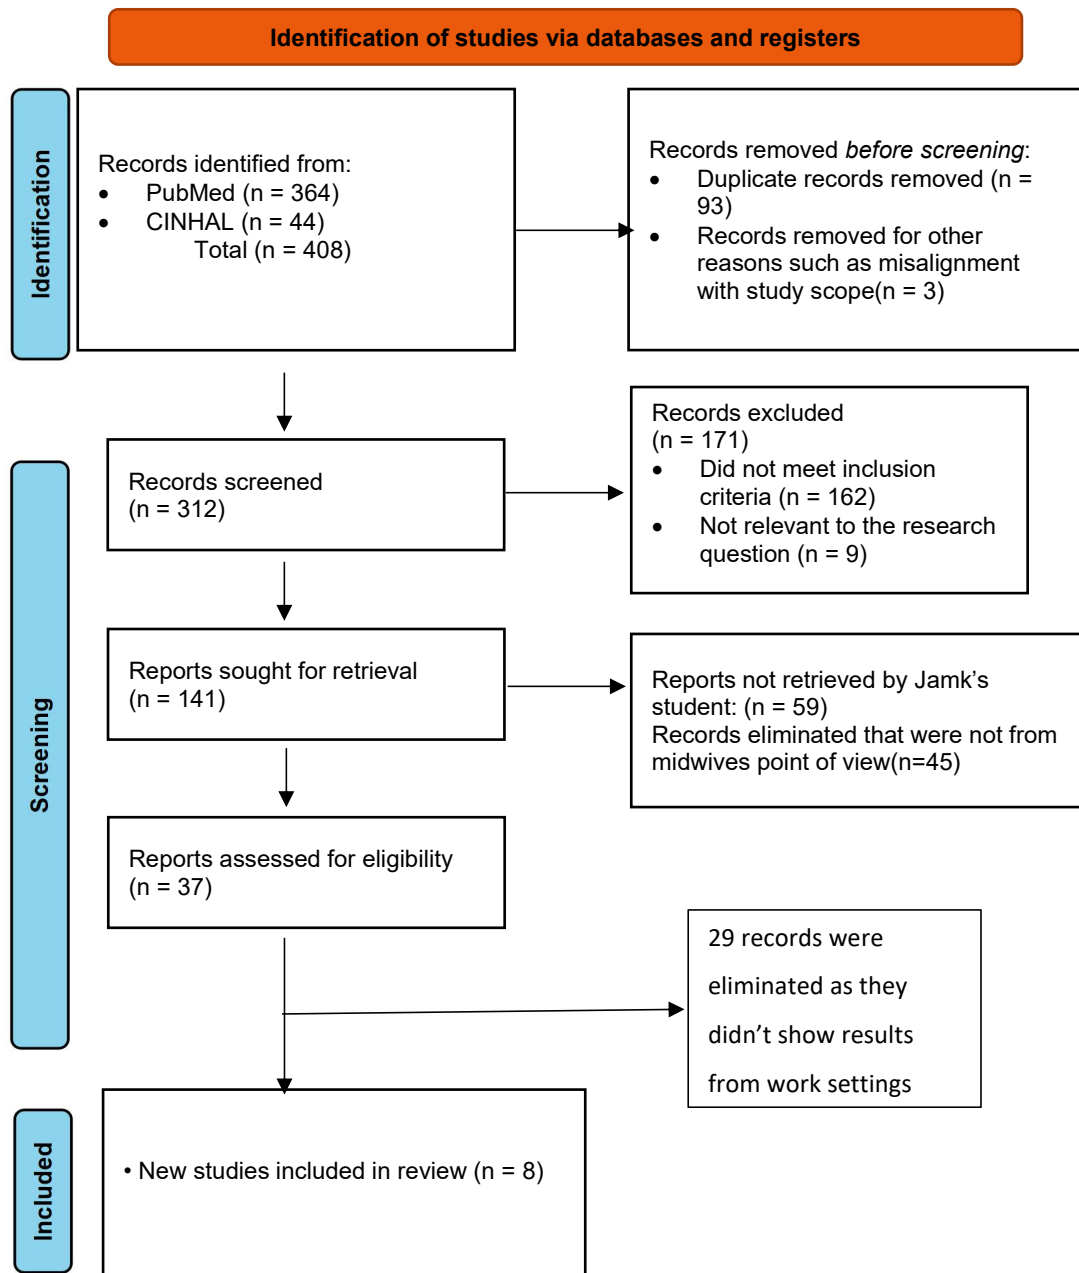 Identification of studies via databases and registers
Identification
Records identified from:
• PubMed (n = 364)
• CINHAL (n = 44)
Total (n = 408)
Records removed before screening:
• Duplicate records removed (n =
93)
• Records removed for other
reasons such as misalignment
with study scope(n = 3)
Screening
Records screened
(n = 312)
Records excluded
(n = 171)
• Did not meet inclusion
criteria (n = 162)
• Not relevant to the research
question (n = 9)
Reports sought for retrieval
(n = 141)
Reports not retrieved by Jamk’s
student: (n = 59)
Records eliminated that were not from
midwives point of view(n=45)
Reports assessed for eligibility
(n = 37)
29 records were
eliminated as they
didn’t show results
from work settings
Included
• New studies included in review (n = 8)